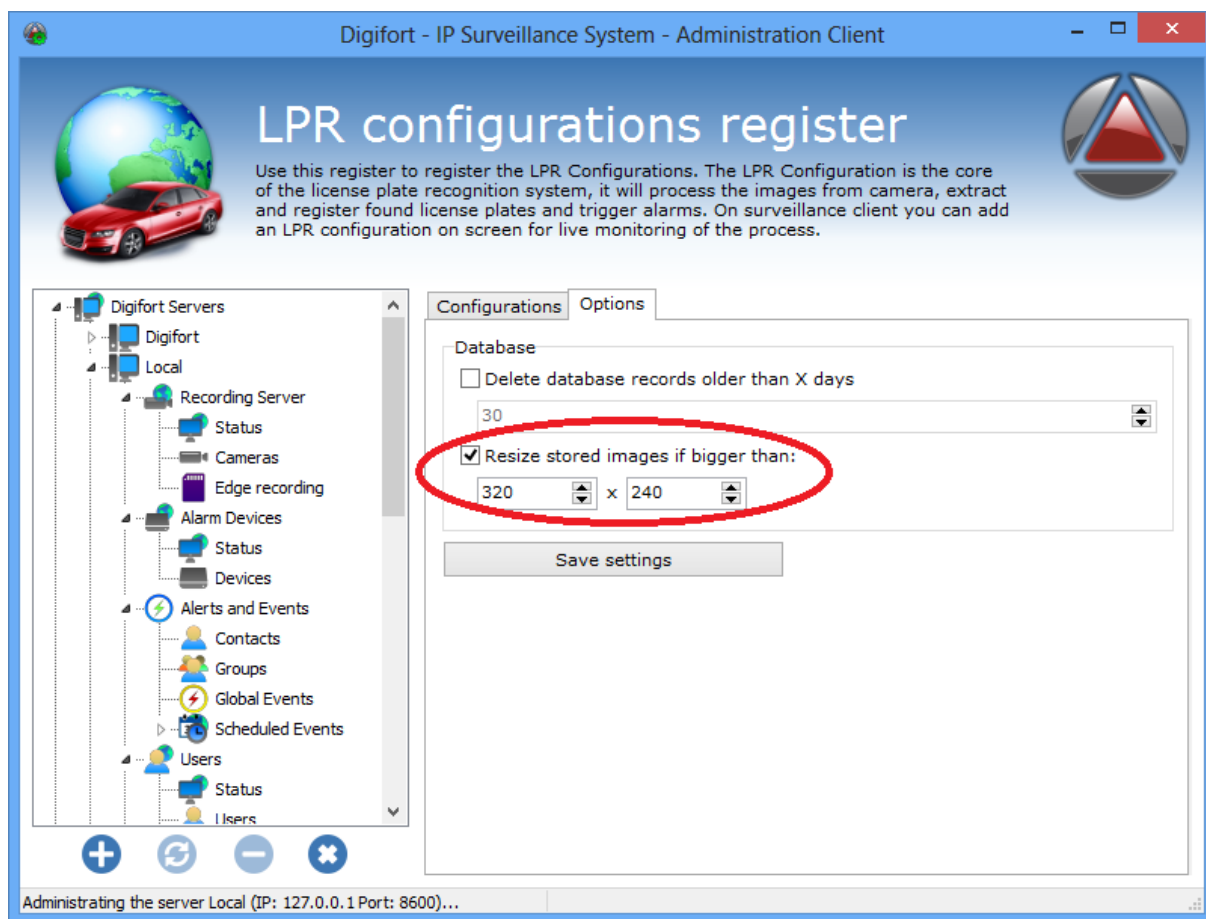 Digifort - IP Surveillance System - Administration Client
LPR configurations register
Use this register to register the LPR Configurations. The LPR Configuration is the core
of the license plate recognition system, it will process the images from camera, extract
and register found license plates and trigger alarms. On surveillance client you can add
an LPR configuration on screen for live monitoring of the process.
Digifort Servers
Digifort
Local
Recording Server
Status
Cameras
Edge recording
Alarm Devices
Status
Devices
Alerts and Events
Contacts
Groups
Global Events
Scheduled Events
Users
Status
Users
Configurations
Options
Database
Delete database records older than X days
30
Resize stored images if bigger than:
320 x 240
Save settings
Administrating the server Local (IP: 127.0.0.1 Port: 8600)...